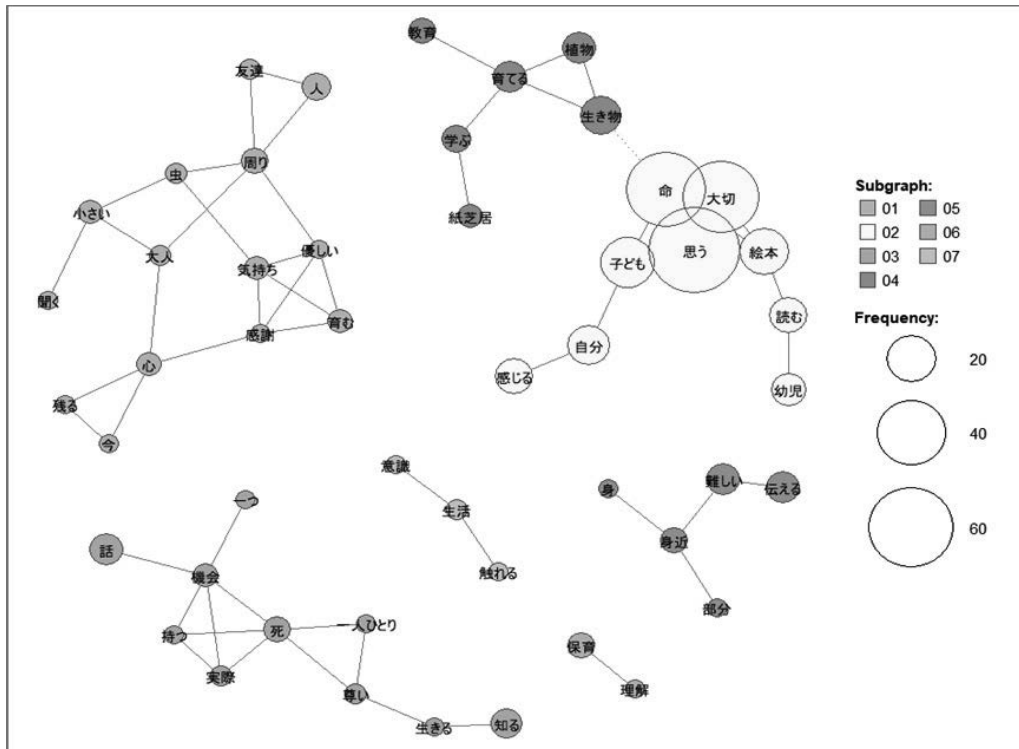 教育
植物
友達
人
育てる
生き物
学ぶ
周り
虫
命
大切
小さい
紙芝居
大人
優しい
気持ち
子ども
思う
絵本
聞く
育む
感謝
読む
自分
心
感じる
幼児
残る
今
Subgraph:
01
05
02
06
03
07
04
Frequency:
20
40
60
意識
難しい
伝える
身
一つ
生活
話
身近
機会
触れる
部分
一人ひとり
持つ
死
保育
実際
理解
尊い
生きる
知る